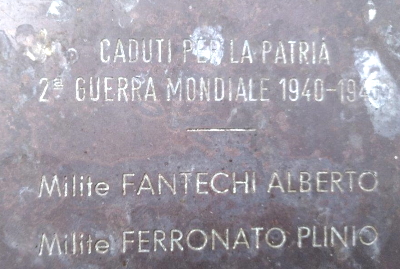 CADUTI PER LA PATRIA
2ª GUERRA MONDIALE 1940-194
Milite FANTECHI ALBERTO
Milite FERRONATO PLINIO